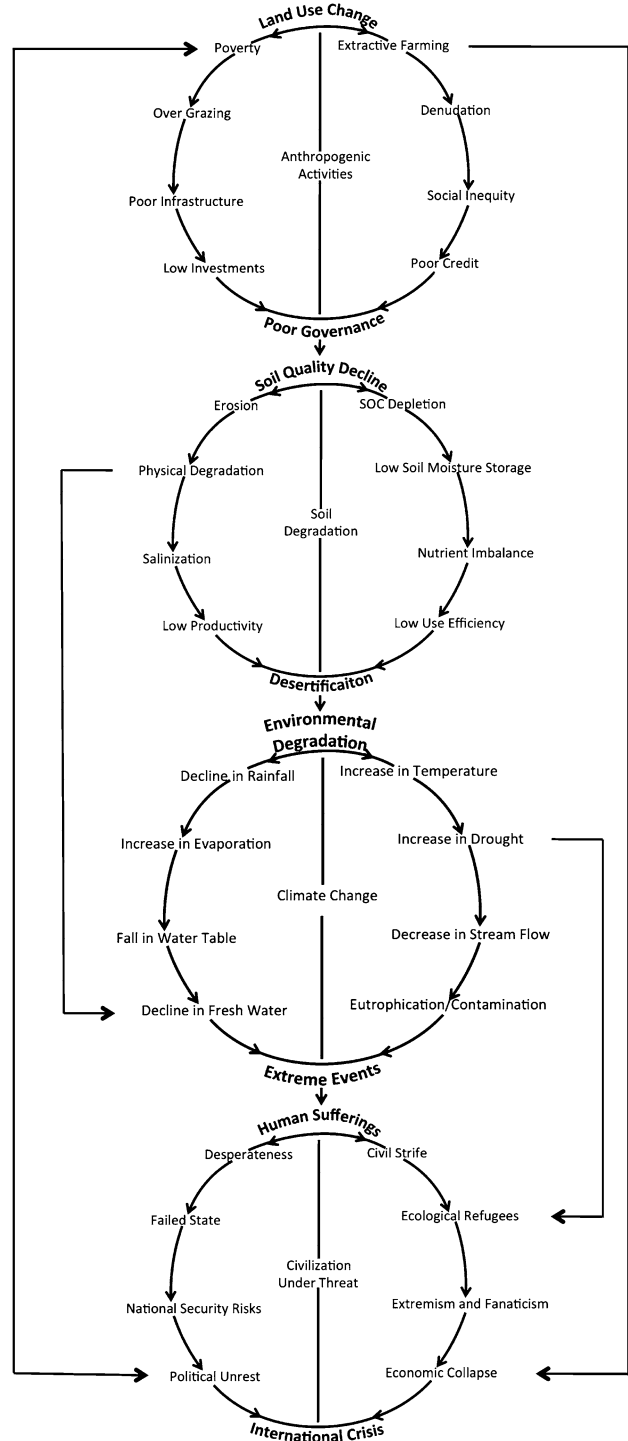 Land Use Change
Poverty
Extractive Farming
Over Grazing
Denudation
Anthropogenic
Activities
Poor Infrastructure
Social Inequity
Low Investments
Poor Credit
Poor Governance
Soil Quality Decline
Erosion
SOC Depletion
Physical Degradation
Low Soil Moisture Storage
Soil
Degradation
Salinization
Nutrient Imbalance
Low Productivity
Low Use Efficiency
Desertificaiton
Environmental
Degradation
Decline in Rainfall
Increase in Temperature
Increase in Evaporation
Increase in Drought
Climate Change
Fall in Water Table
Decrease in Stream Flow
Decline in Fresh Water
Eutrophication/Contamination
Extreme Events
Human Sufferings
Desperateness
Civil Strife
Failed State
Ecological Refugees
Civilization
Under Threat
National Security Risks
Extremism and Fanaticism
Political Unrest
Economic Collapse
International Crisis